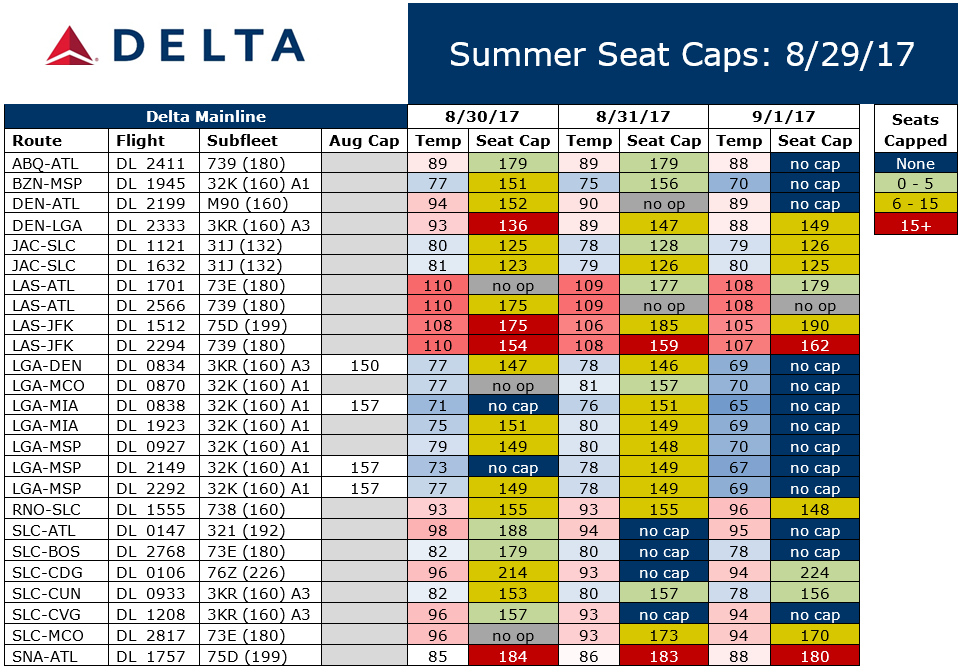 DELTA
Summer Seat Caps: 8/29/17
Delta Mainline 8/30/17 8/31/17 9/1/17 Seats Capped
Route Flight Subfleet Aug Cap Temp Seat Cap Temp Seat Cap Temp Seat Cap
ABQ-ATL DL 2411 739 (180) 89 179 89 179 88 no cap None
BZN-MSP DL 1945 32K (160) A1 77 151 75 156 70 no cap 0 - 5
DEN-ATL DL 2199 M90 (160) 94 152 90 no op 89 no cap 6 - 15
DEN-LGA DL 2333 3KR (160) A3 93 136 89 147 88 149 15+
JAC-SLC DL 1121 31J (132) 80 125 78 128 79 126
JAC-SLC DL 1632 31J (132) 81 123 79 126 80 125
LAS-ATL DL 1701 73E (180) 110 no op 109 177 108 179
LAS-ATL DL 2566 739 (180) 110 175 109 no op 108 no op
LAS-JFK DL 1512 75D (199) 108 175 106 185 105 190
LAS-JFK DL 2294 739 (180) 110 154 108 159 107 162
LGA-DEN DL 0834 3KR (160) A3 150 77 147 78 146 69 no cap
LGA-MCO DL 0870 32K (160) A1 77 no op 81 157 70 no cap
LGA-MIA DL 0838 32K (160) A1 157 71 no cap 76 151 65 no cap
LGA-MIA DL 1923 32K (160) A1 75 151 80 149 69 no cap
LGA-MSP DL 0927 32K (160) A1 79 149 80 148 70 no cap
LGA-MSP DL 2149 32K (160) A1 157 73 no cap 78 149 67 no cap
LGA-MSP DL 2292 32K (160) A1 157 77 149 78 149 69 no cap
RNO-SLC DL 1555 738 (160) 93 155 93 155 96 148
SLC-ATL DL 0147 321 (192) 98 188 94 no cap 95 no cap
SLC-BOS DL 2768 73E (180) 82 179 80 no cap 78 no cap
SLC-CDG DL 0106 76Z (226) 96 214 93 no cap 94 224
SLC-CUN DL 0933 3KR (160) A3 82 153 80 157 78 156
SLC-CVG DL 1208 3KR (160) A3 96 157 93 no cap 94 no cap
SLC-MCO DL 2817 73E (180) 96 no op 93 173 94 170
SNA-ATL DL 1757 75D (199) 85 184 86 183 88 180